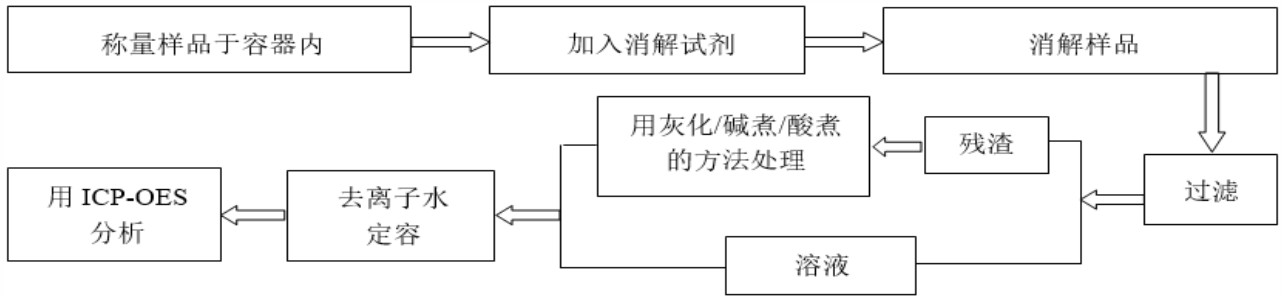 称量样品于容器内
加入消解试剂
消解样品
过滤
残渣
用灰化/碱煮/酸煮
的方法处理
溶液
去离子水
定容
用 ICP-OES
分析